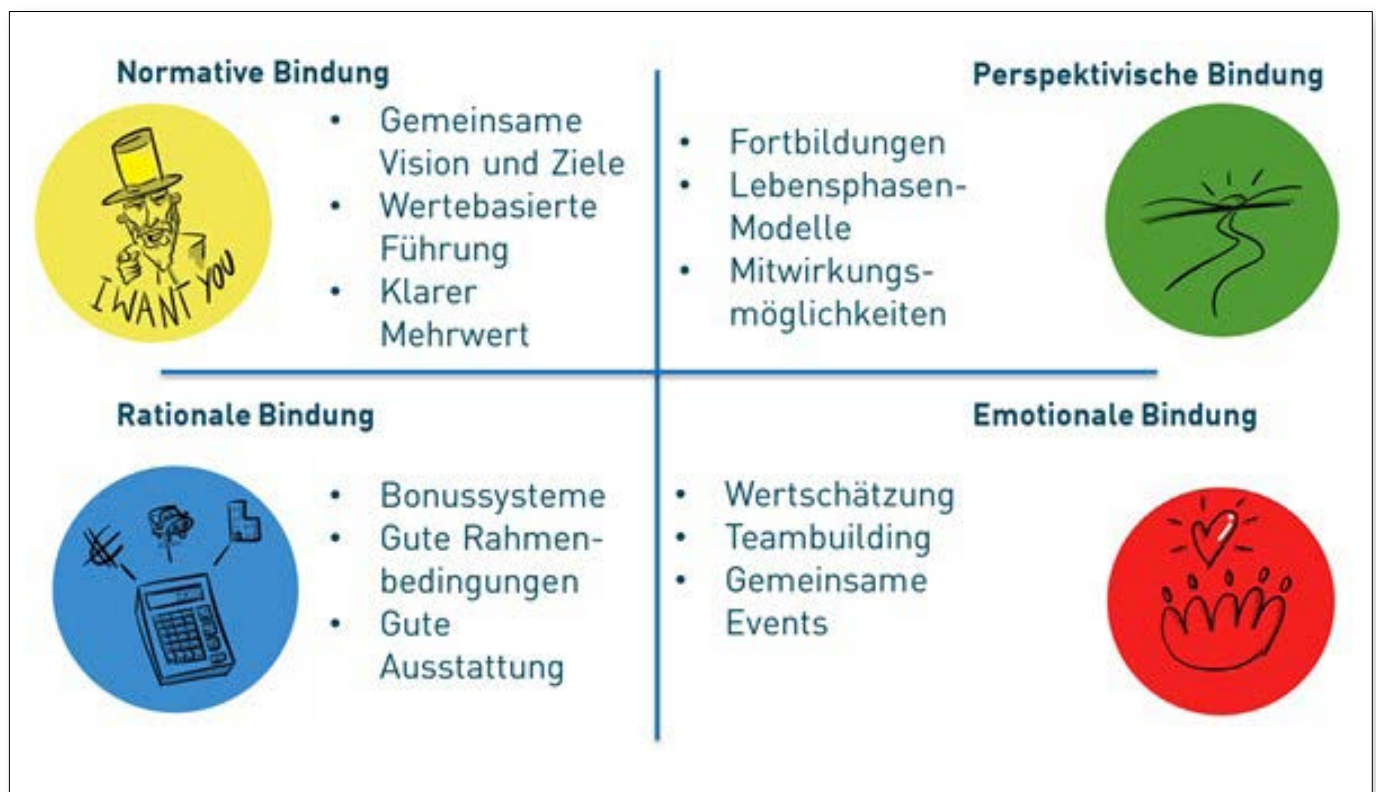 Normative Bindung
I WANT YOU
• Gemeinsame
Vision und Ziele
• Wertebasierte
Führung
• Klarer
Mehrwert
Perspektivische Bindung
• Fortbildungen
• Lebensphasen-
Modelle
• Mitwirkungs-
möglichkeiten
Rationale Bindung
• Bonussysteme
• Gute Rahmen-
bedingungen
• Gute
Ausstattung
Emotionale Bindung
• Wertschätzung
• Teambuilding
• Gemeinsame
Events